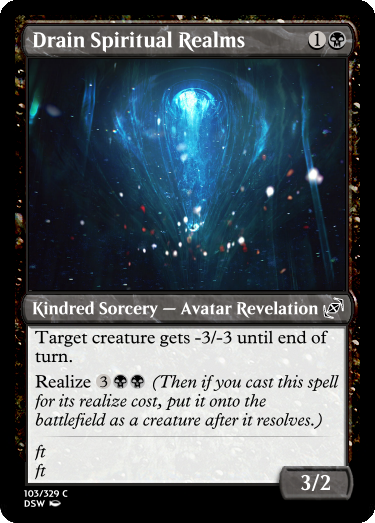 Drain Spiritual Realms 1
Kindred Sorcery — Avatar Revelation
Target creature gets -3/-3 until end of
turn.
Realize 3 (Then if you cast this spell
for its realize cost, put it onto the
battlefield as a creature after it resolves.)
ft
ft
3/2
103/329 C
DSW